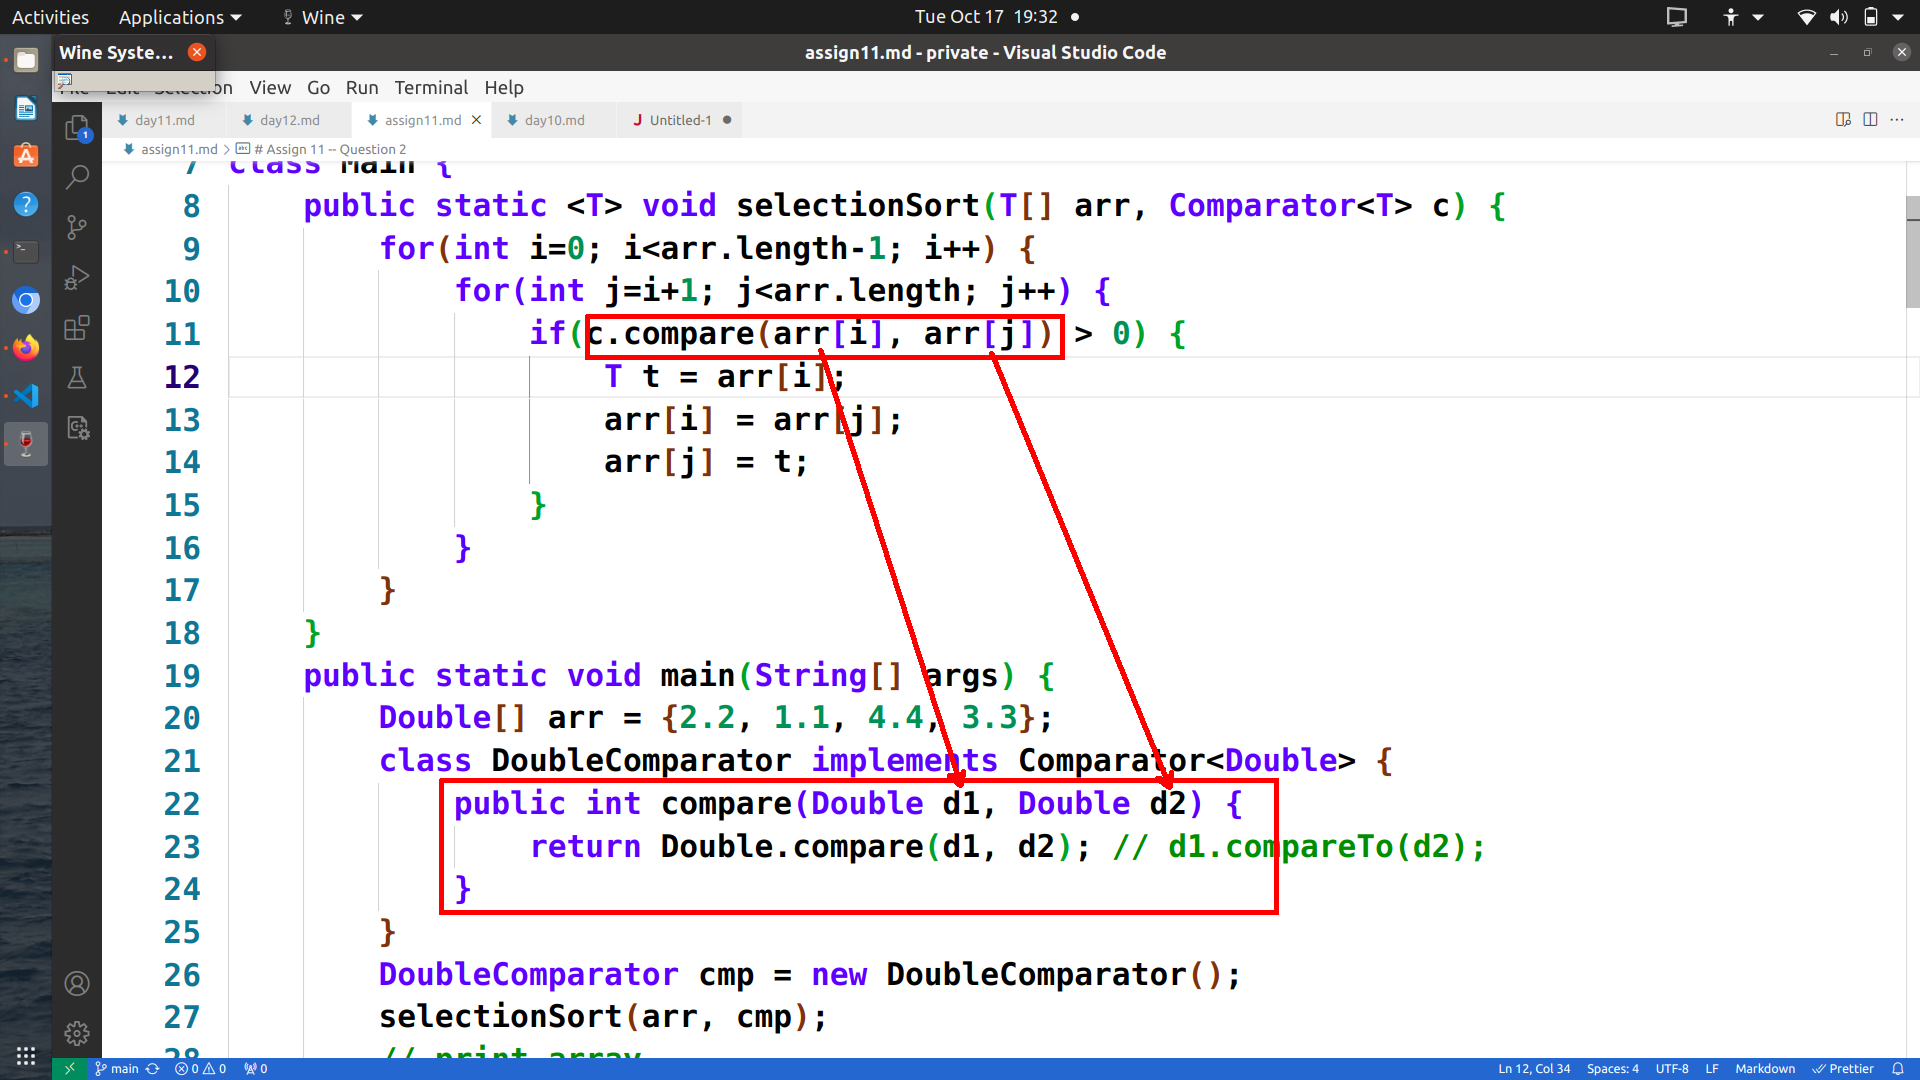 Activities Applications Wine Tue Oct 17 19:32
Wine Syste... assign11.md - private - Visual Studio Code
Selection View Go Run Terminal Help
day11.md day12.md assign11.md day10.md Untitled-1
assign11.md > # Assign 11 -- Question 2
7 class Main {
8 public static <T> void selectionSort(T[] arr, Comparator<T> c) {
9 for(int i=0; i<arr.length-1; i++) {
10 for(int j=i+1; j<arr.length; j++) {
11 if(c.compare(arr[i], arr[j]) > 0) {
12 T t = arr[i];
13 arr[i] = arr[j];
14 arr[j] = t;
15 }
16 }
17 }
18 }
19 public static void main(String[] args) {
20 Double[] arr = {2.2, 1.1, 4.4, 3.3};
21 class DoubleComparator implements Comparator<Double> {
22 public int compare(Double d1, Double d2) {
23 return Double.compare(d1, d2); // d1.compareTo(d2);
24 }
25 }
26 DoubleComparator cmp = new DoubleComparator();
27 selectionSort(arr, cmp);
28 // print array
main 0 0 0 Ln 12, Col 34 Spaces: 4 UTF-8 LF Markdown Prettier